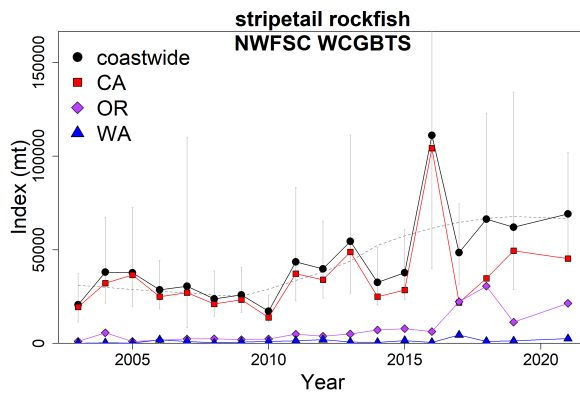 stripetail rockfish
NWFSC WCGBTS
coastwide
CA
OR
WA
Index (mt)
150000
100000
50000
0
2005
2010
2015
2020
Year